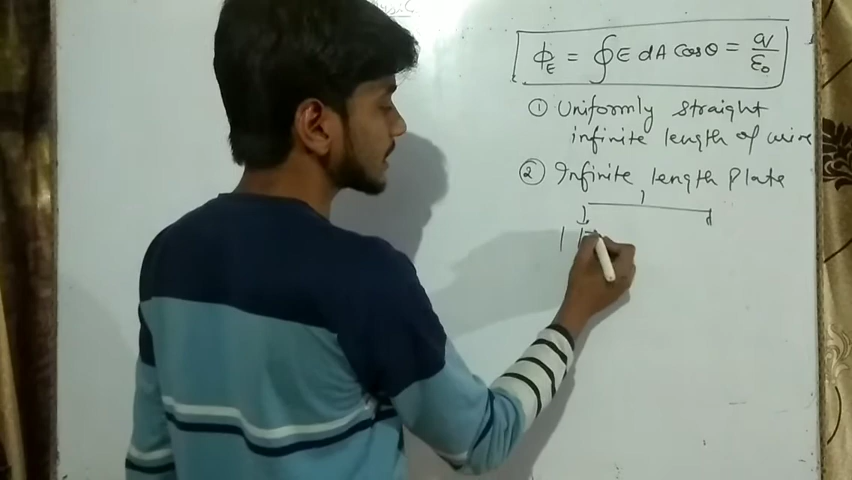 ϕ_E = ∮ E dA Cosθ = q/ε₀
① Uniformly straight
infinite length of wire
② Infinite length Plate